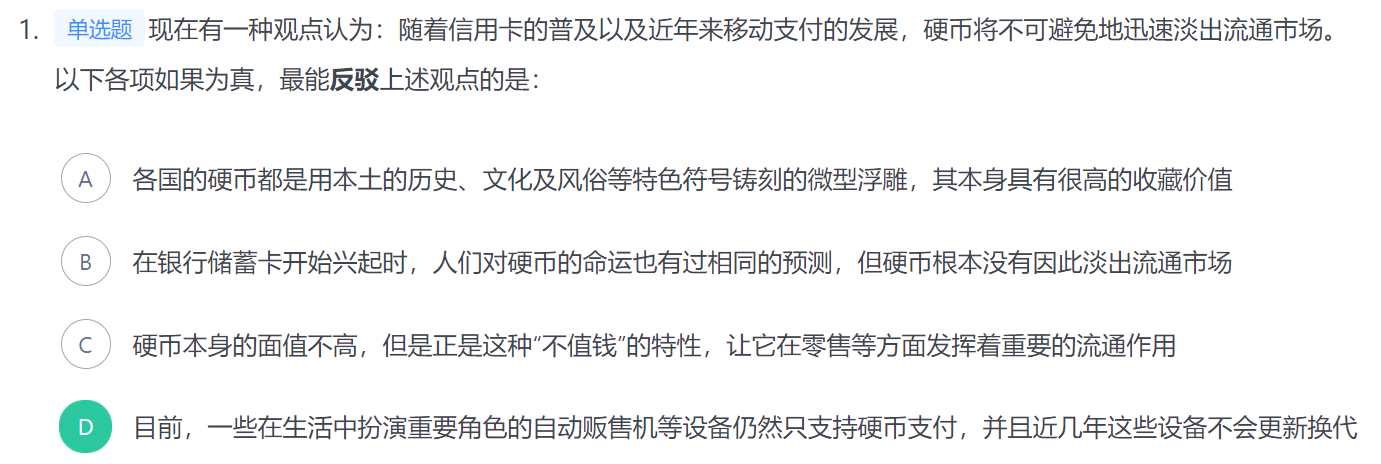 1. 单选题 现在有一种观点认为：随着信用卡的普及以及近年来移动支付的发展，硬币将不可避免地迅速淡出流通市场。
以下各项如果为真，最能反驳上述观点的是：
A 各国的硬币都是用本土的历史、文化及风俗等特色符号铸刻的微型浮雕，其本身具有很高的收藏价值
B 在银行储蓄卡开始兴起时，人们对硬币的命运也有过相同的预测，但硬币根本没有因此淡出流通市场
C 硬币本身的面值不高，但是正是这种“不值钱”的特性，让它在零售等方面发挥着重要的流通作用
D 目前，一些在生活中扮演重要角色的自动贩售机等设备仍然只支持硬币支付，并且近几年这些设备不会更新换代